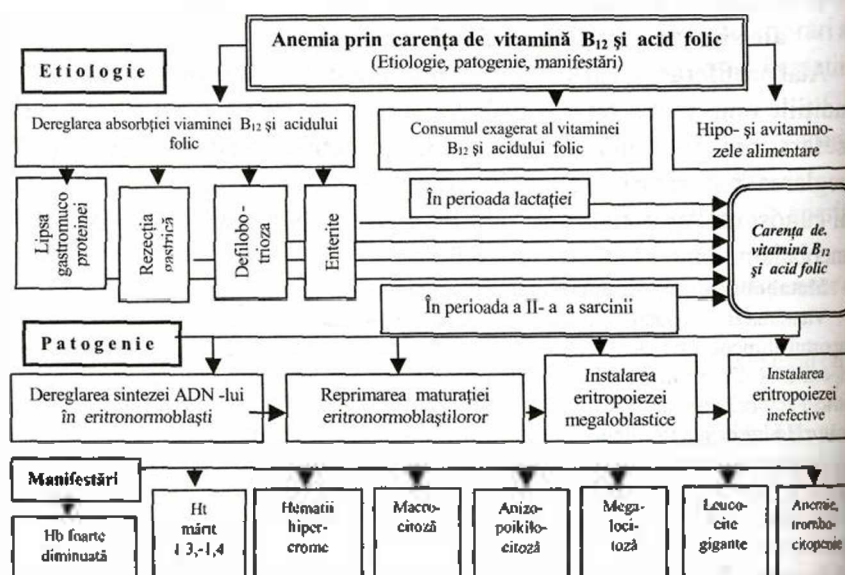 Anemia prin carența de vitamină B₁₂ și acid folic
(Etiologie, patogenie, manifestări)
Etiologie
Dereglarea absorbției viaminei B₁₂ și acidului
folic
Consumul exagerat al vitaminei
B₁₂ și acidului folic
Hipo- și avitamino-
zele alimentare
Lipsa
gastromuco
proteinei
Rezecția
gastrică
Defilobo-
trioza
Enterite
În perioada lactației
Carența de.
vitamina B₁₂
și acid folic
În perioada a II- a a sarcinii
Patogenie
Dereglarea sintezei ADN -lui
în eritronormoblaști
Reprimarea maturației
eritronormoblaștiloror
Instalarea
eritropoiezei
megaloblastice
Instalarea
eritropoiezei
inefective
Manifestări
Hb foarte
diminuată
Ht
mărit
1 3,-1,4
Hematii
hiper-
crome
Macro-
citoză
Anizo-
poikilo-
citoză
Mega-
loci-
toză
Leuco-
cite
gigante
Anemie,
trombo-
citopenie